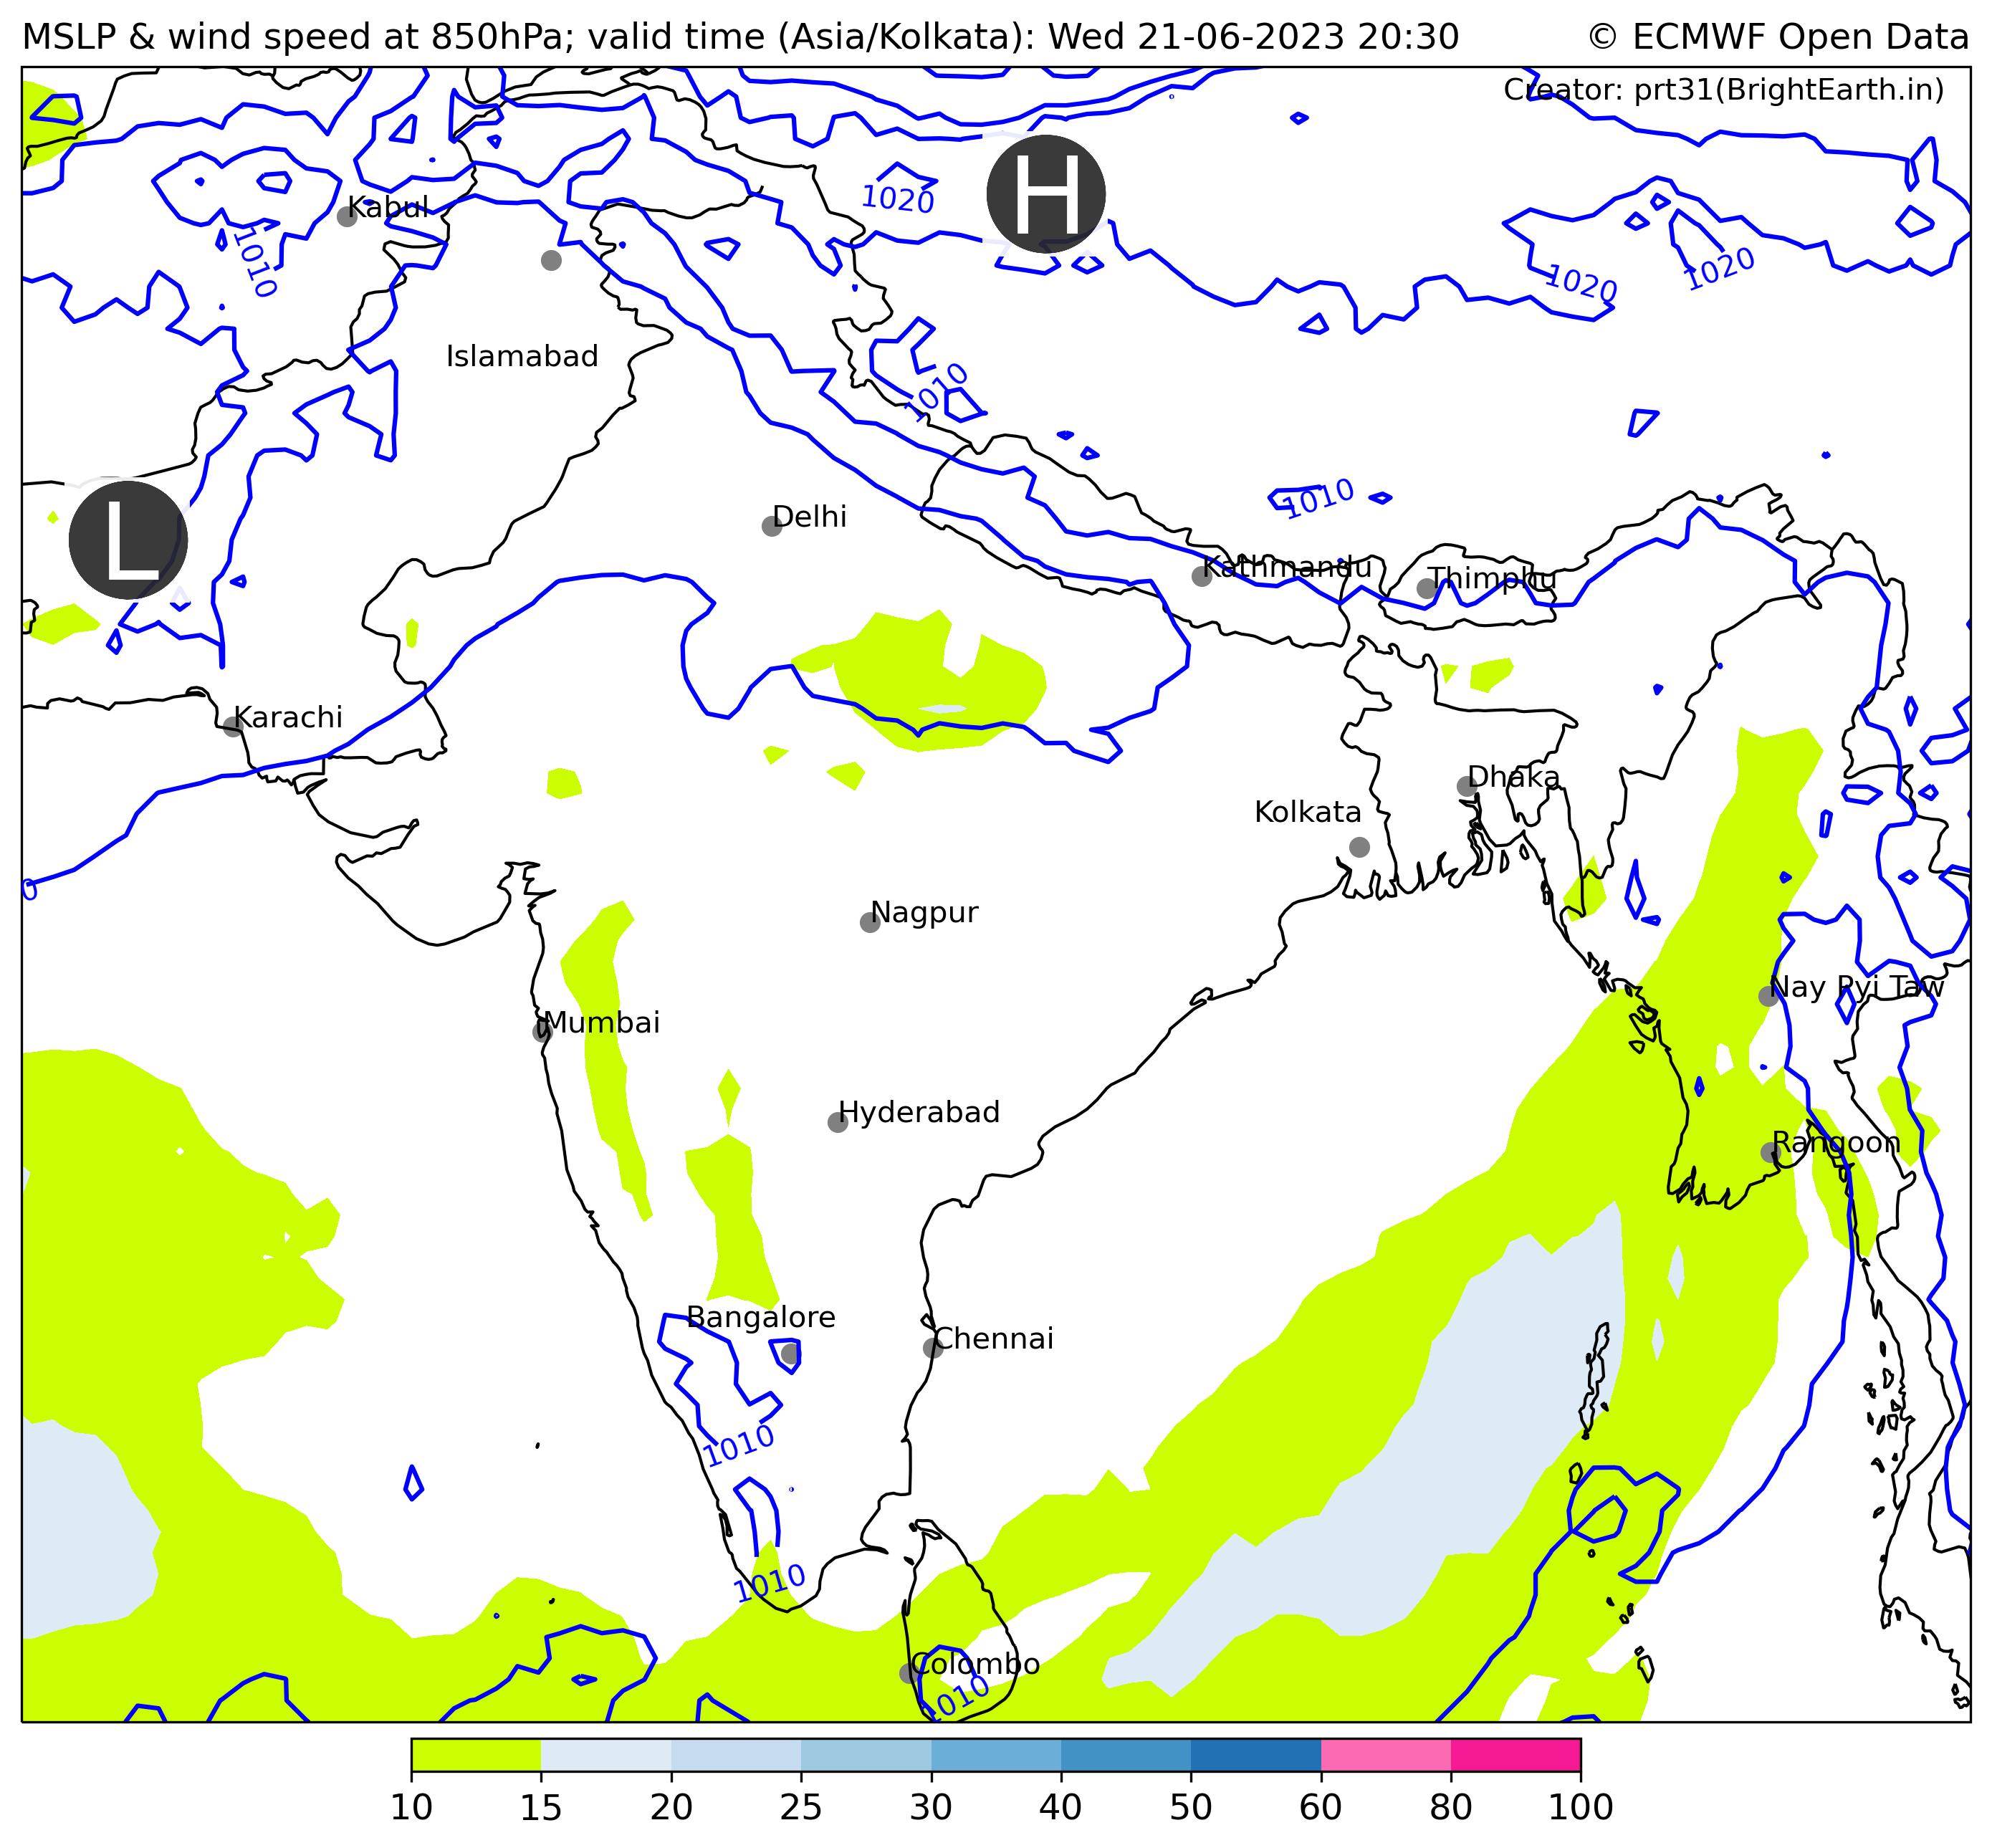 MSLP & wind speed at 850hPa; valid time (Asia/Kolkata): Wed 21-06-2023 20:30
© ECMWF Open Data
Creator: prt31(BrightEarth.in)
H
1020
Kabul
1010
1020
1020
Islamabad
1010
L
Delhi
1010
Kathmandu
Thimphu
Karachi
Dhaka
Kolkata
0
Nagpur
Nay Pyi Taw
Mumbai
Hyderabad
Rangoon
Bangalore
Chennai
1010
1010
Colombo
1010
10 15 20 25 30 40 50 60 80 100